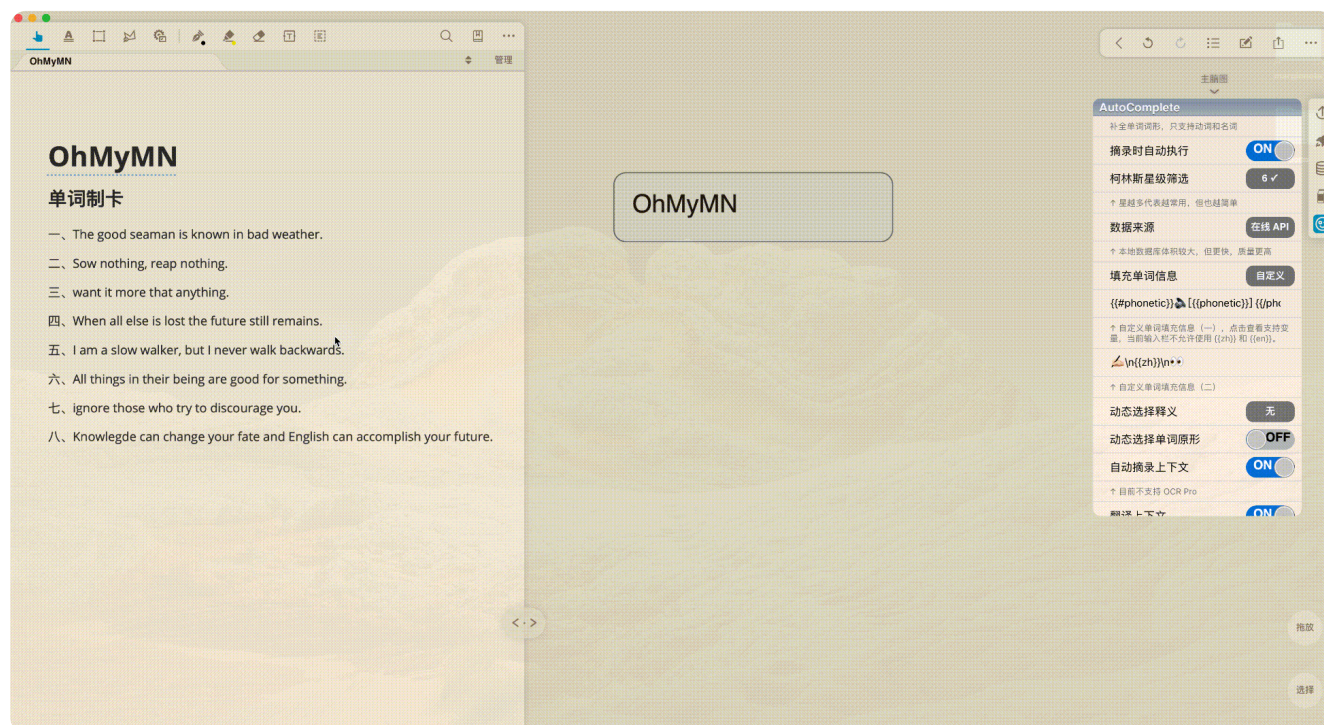 OhMyMN
管理
OhMyMN
单词制卡
一、The good seaman is known in bad weather.
二、Sow nothing, reap nothing.
三、want it more that anything.
四、When all else is lost the future still remains.
五、I am a slow walker, but I never walk backwards.
六、All things in their being are good for something.
七、ignore those who try to discourage you.
八、Knowlegde can change your fate and English can accomplish your future.
OhMyMN
主脑图
AutoComplete
补全单词词形，只支持动词和名词
摘录时自动执行 ON
柯林斯星级筛选 6 ✓
↑ 星越多代表越常用，但也越简单
数据来源 在线 API
↑ 本地数据库体积较大，但更快，质量更高
填充单词信息 自定义
{{#phonetic}}🔈[{{phonetic}}] {{/pho
↑ 自定义单词填充信息（一），点击查看支持变
量，当前输入栏不允许使用 {{zh}} 和 {{en}}。
✍️\n{{zh}}\n👀
↑ 自定义单词填充信息（二）
动态选择释义 无
动态选择单词原形 OFF
自动摘录上下文 ON
↑ 目前不支持 OCR Pro
翻译上下文 ON
拖放
选择